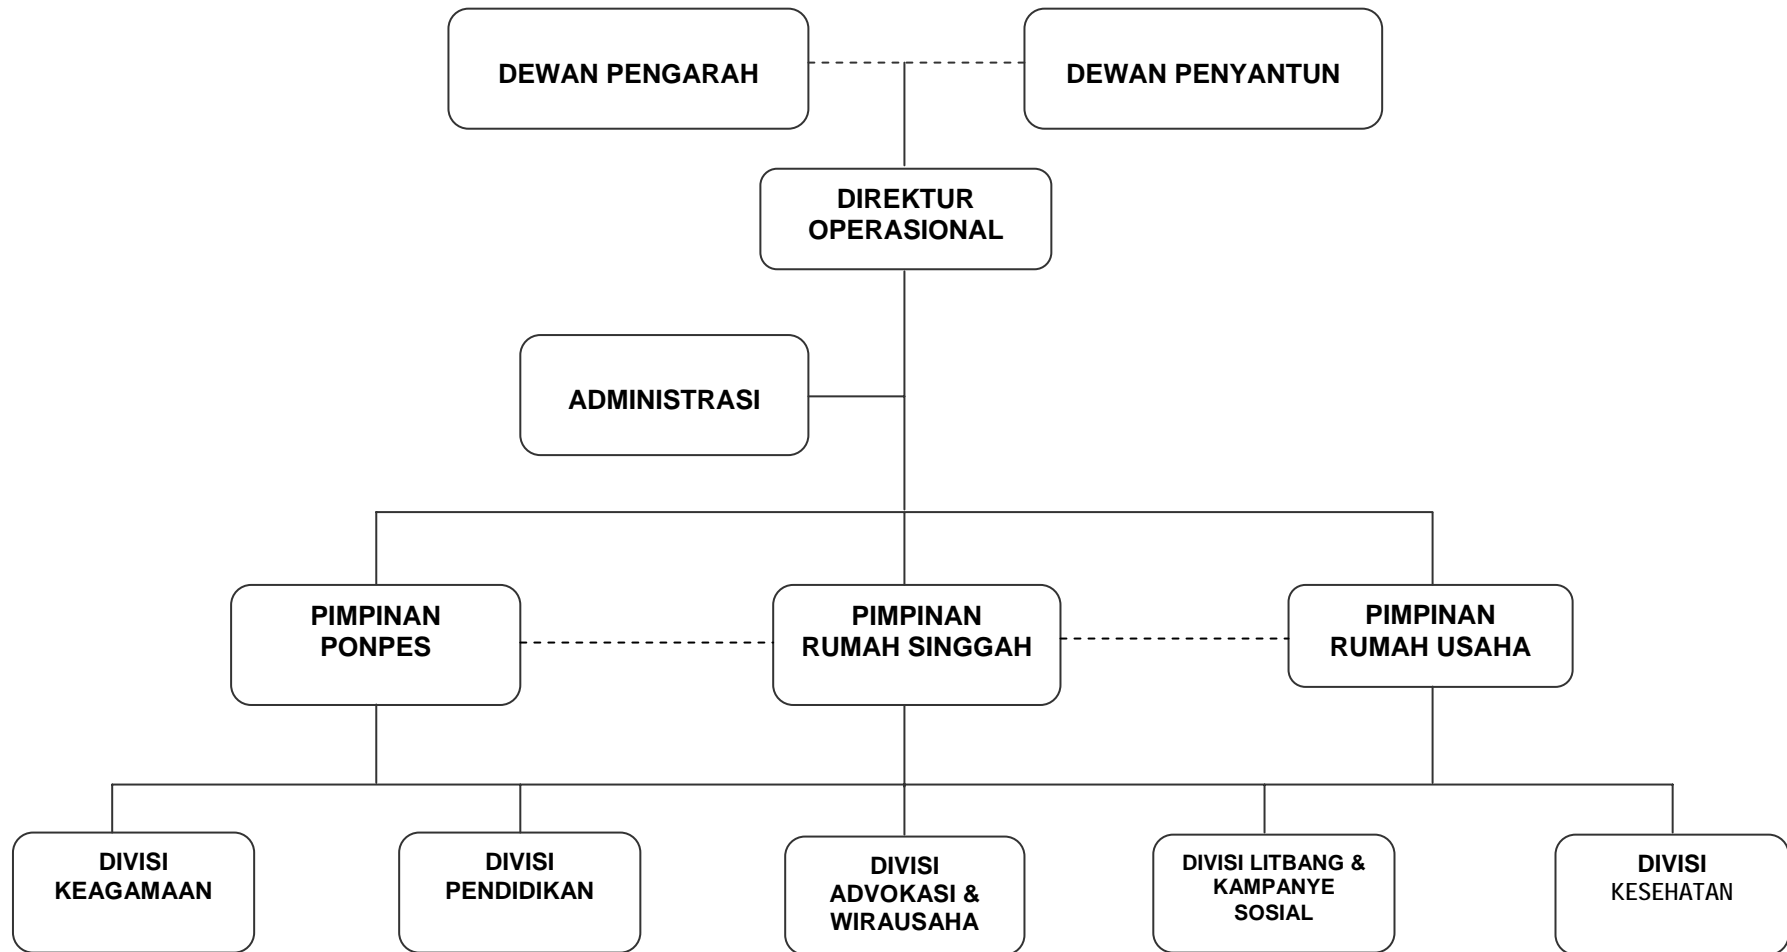 DEWAN PENGARAH
DEWAN PENYANTUN
DIREKTUR
OPERASIONAL
ADMINISTRASI
PIMPINAN
PONPES
PIMPINAN
RUMAH SINGGAH
PIMPINAN
RUMAH USAHA
DIVISI
KEAGAMAAN
DIVISI
PENDIDIKAN
DIVISI
ADVOKASI &
WIRAUSAHA
DIVISI LITBANG &
KAMPANYE
SOSIAL
DIVISI
KESEHATAN